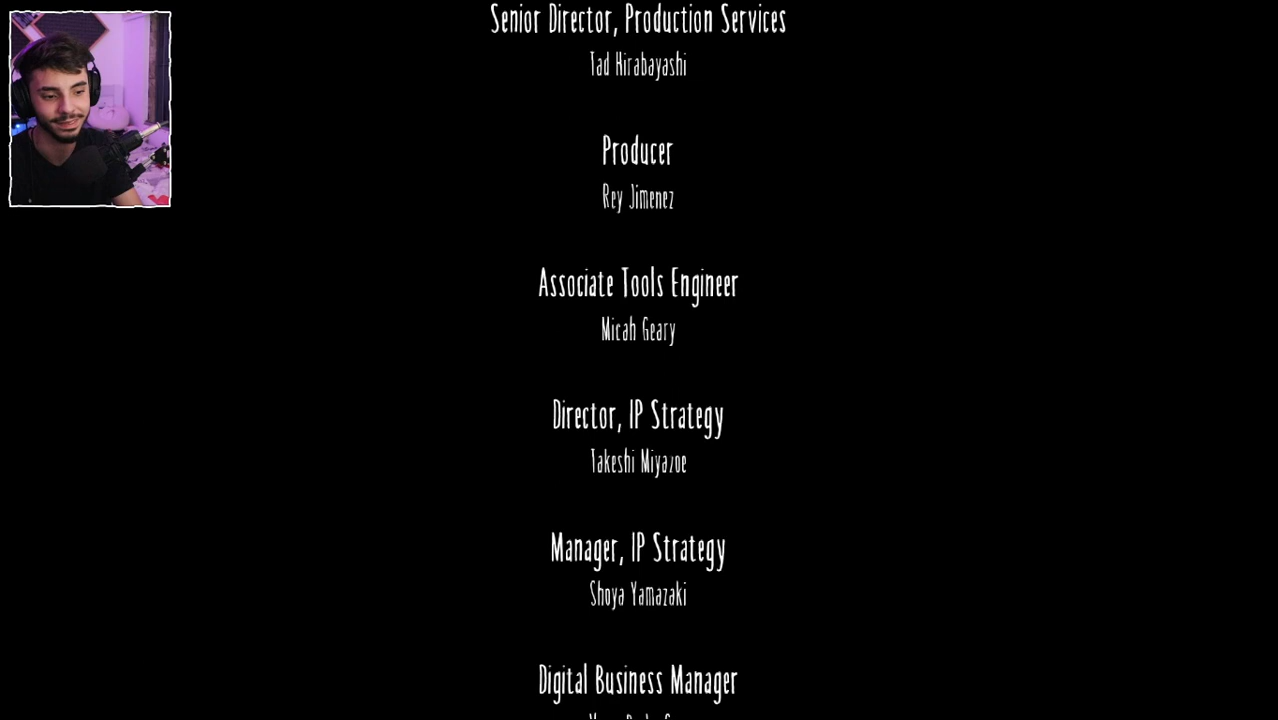 Senior Director, Production Services
Tad Hirabayashi
Producer
Rey Jimenez
Associate Tools Engineer
Micah Geary
Director, IP Strategy
Takeshi Miyazoe
Manager, IP Strategy
Shoya Yamazaki
Digital Business Manager